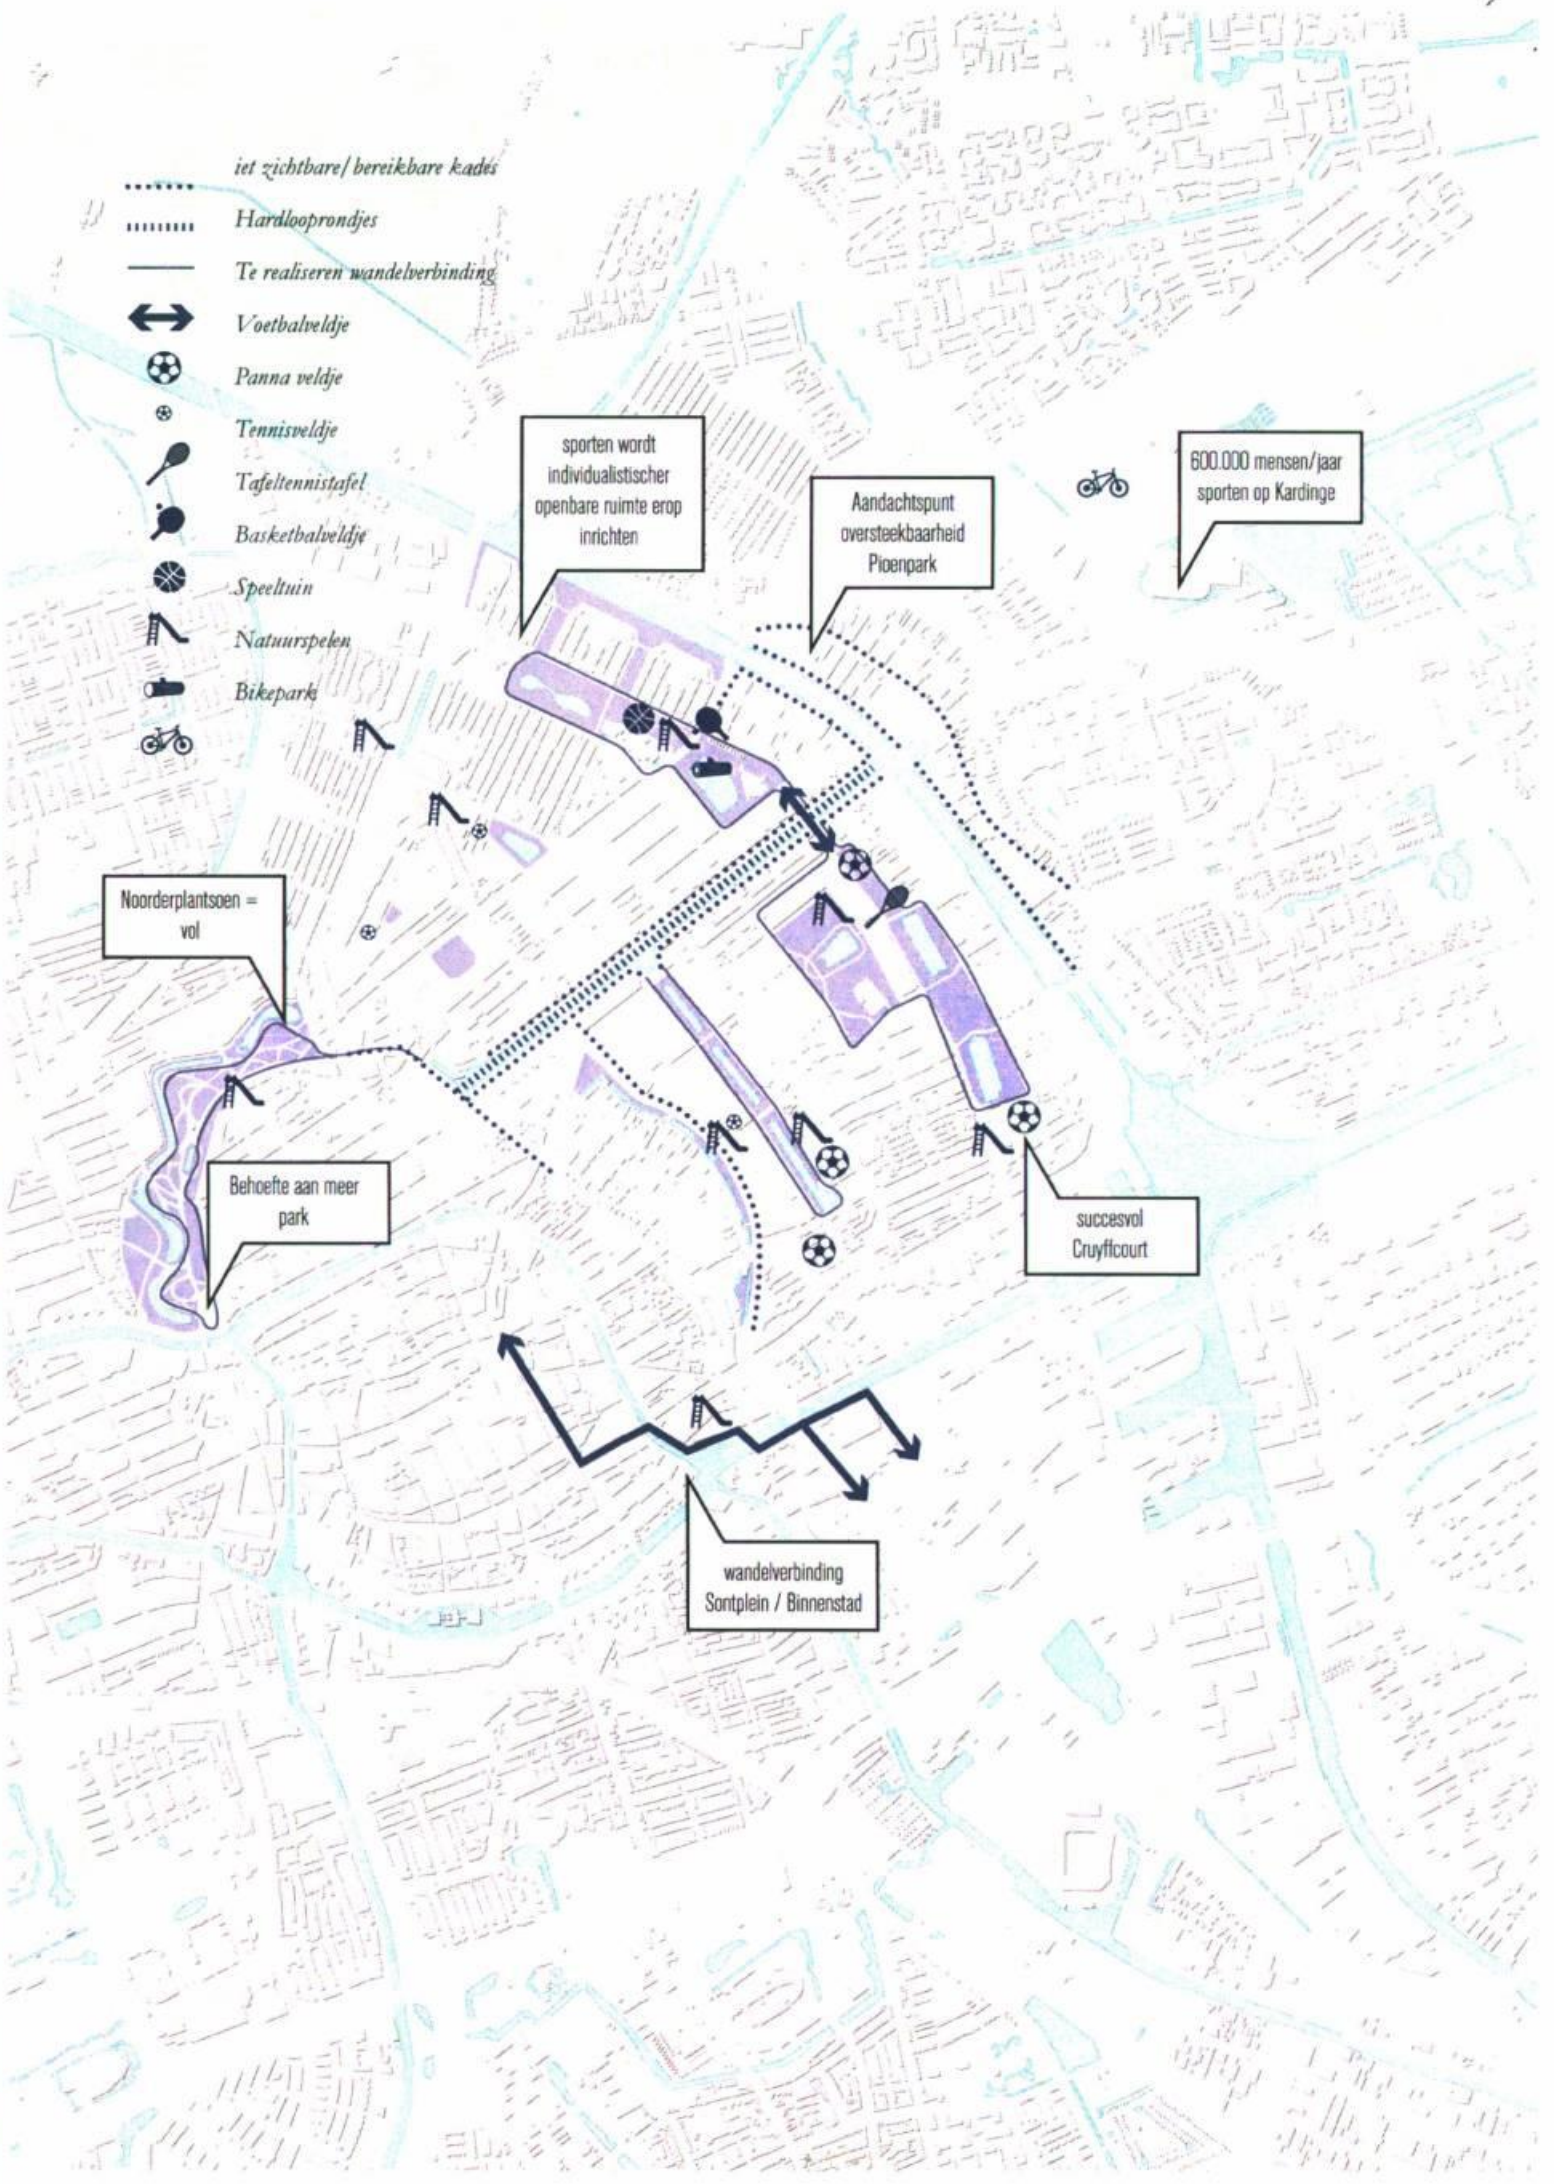 iet zichtbare/ bereikbare kades
Hardlooprondjes
Te realiseren wandelverbinding
Voetbalveldje
Panna veldje
Tennisveldje
Tafeltennistafel
Basketbalveldje
Speeltuin
Natuurspelen
Bikepark
sporten wordt
individualistischer
openbare ruimte erop
inrichten
Aandachtspunt
oversteekbaarheid
Pioenpark
600.000 mensen/jaar
sporten op Kardinge
Noorderplantsoen =
vol
Behoefte aan meer
park
succesvol
Cruyffcourt
wandelverbinding
Sontplein / Binnenstad